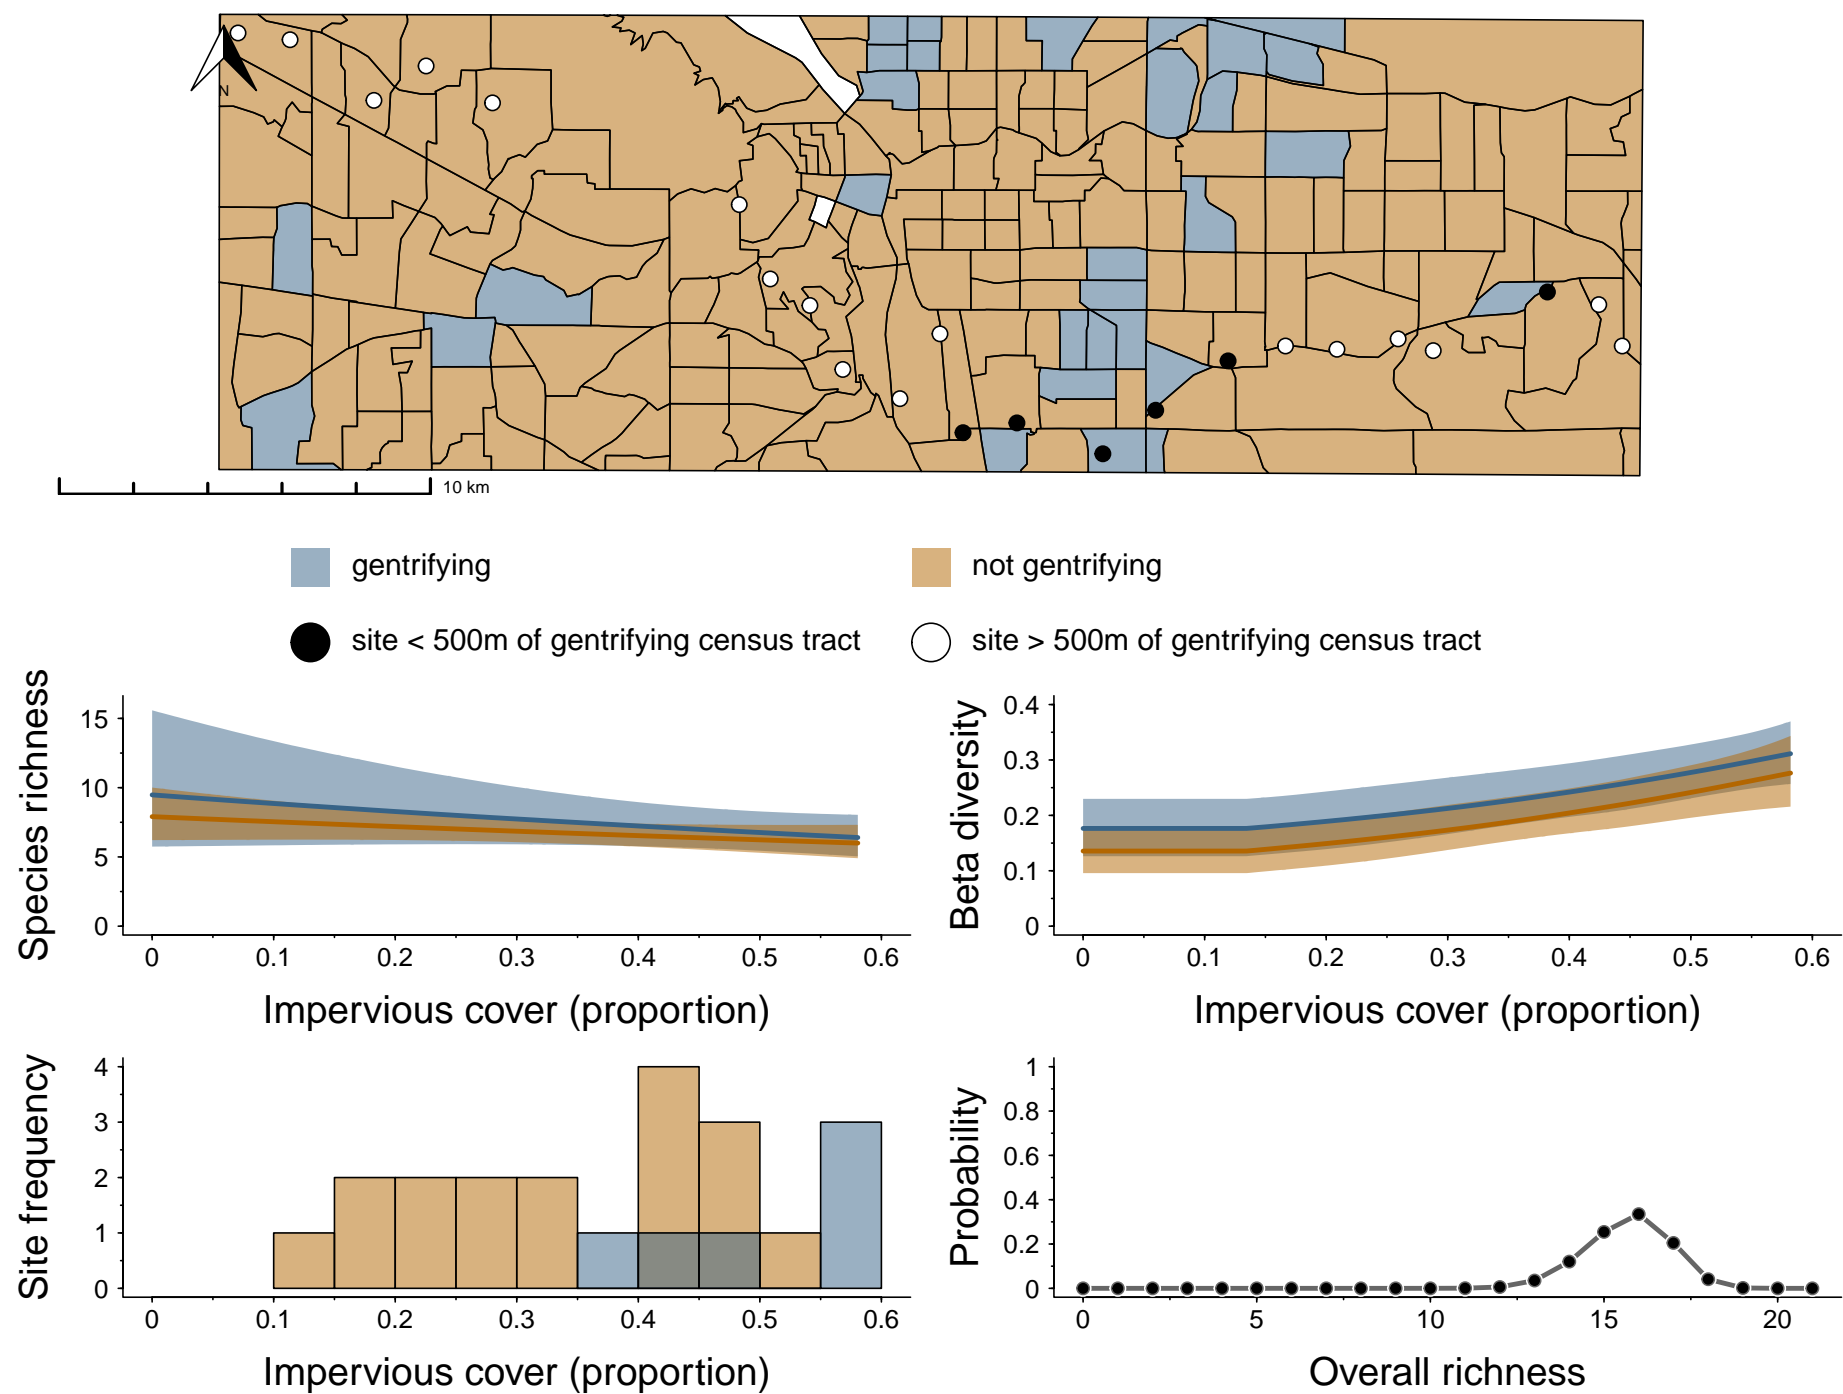 N
10 km
gentrifying
not gentrifying
site < 500m of gentrifying census tract
site > 500m of gentrifying census tract
Species richness
15
10
5
0
0 0.1 0.2 0.3 0.4 0.5 0.6
Impervious cover (proportion)
Beta diversity
0.4
0.3
0.2
0.1
0
0 0.1 0.2 0.3 0.4 0.5 0.6
Impervious cover (proportion)
Site frequency
4
3
2
1
0
0 0.1 0.2 0.3 0.4 0.5 0.6
Impervious cover (proportion)
Probability
1
0.8
0.6
0.4
0.2
0
0 5 10 15 20
Overall richness